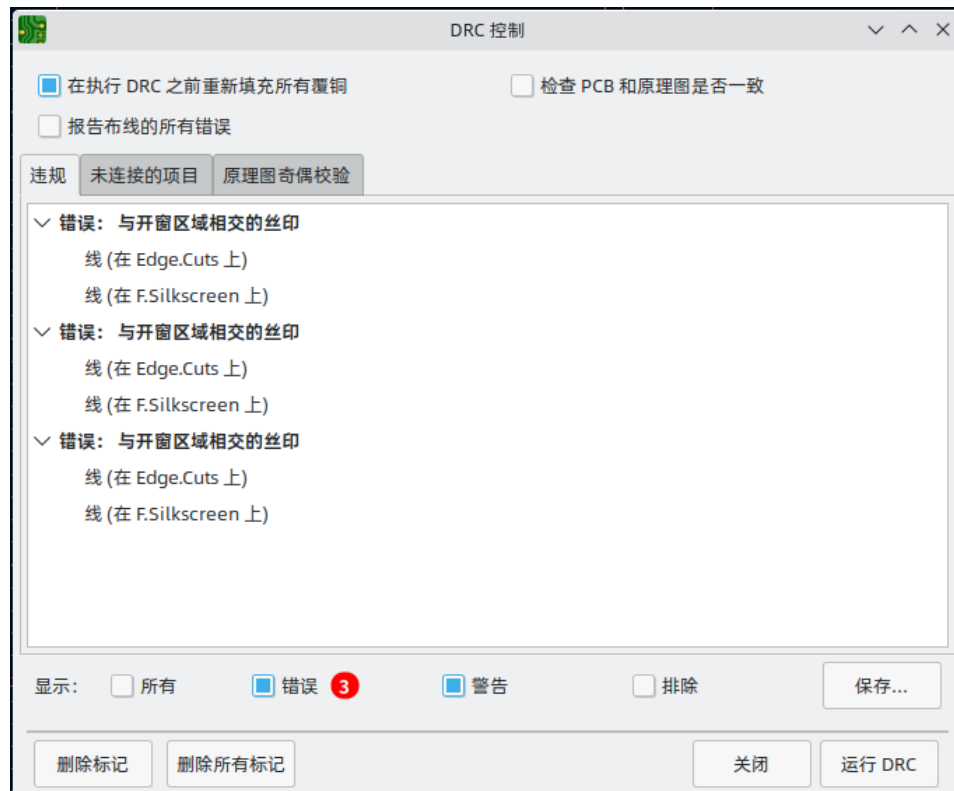 DRC 控制
在执行 DRC 之前重新填充所有覆铜
检查 PCB 和原理图是否一致
报告布线的所有错误
违规 未连接的项目 原理图奇偶校验
错误： 与开窗区域相交的丝印
线 (在 Edge.Cuts 上)
线 (在 F.Silkscreen 上)
错误： 与开窗区域相交的丝印
线 (在 Edge.Cuts 上)
线 (在 F.Silkscreen 上)
错误： 与开窗区域相交的丝印
线 (在 Edge.Cuts 上)
线 (在 F.Silkscreen 上)
显示： 所有 错误 3 警告 排除 保存...
删除标记 删除所有标记 关闭 运行 DRC